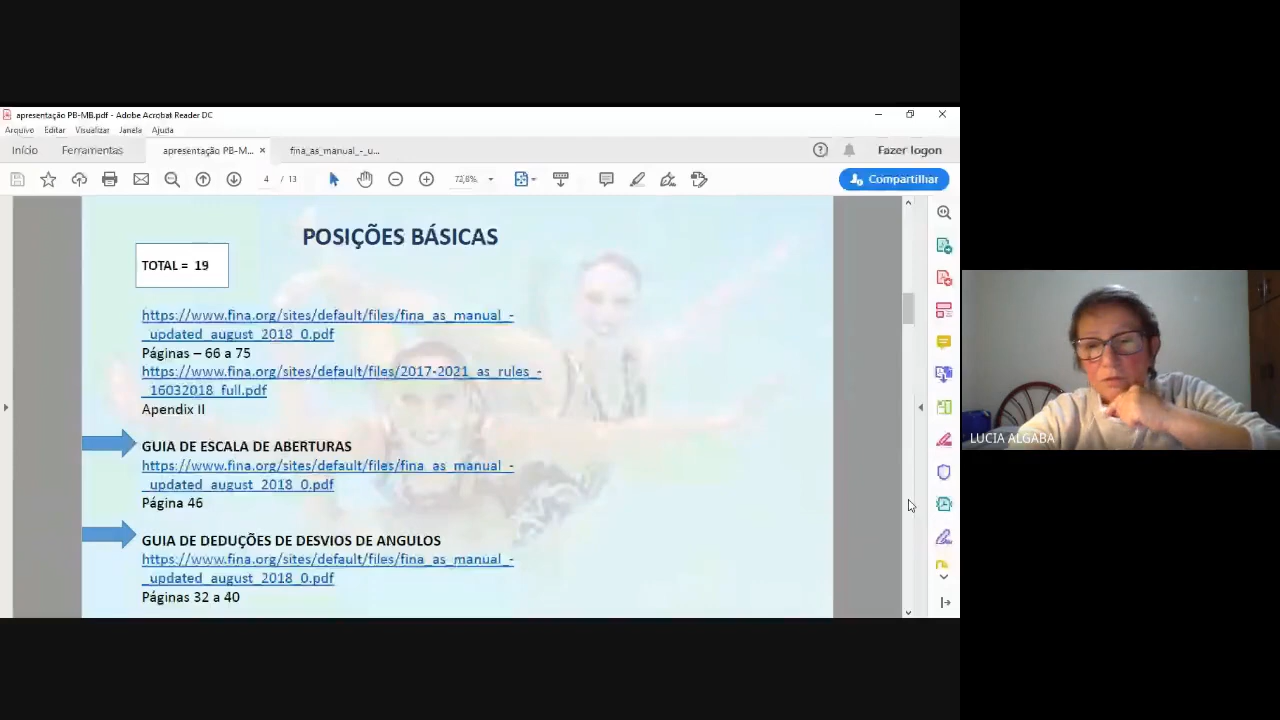 apresentação PB-MB.pdf - Adobe Acrobat Reader DC
Arquivo Editar Visualizar Janela Ajuda
Início Ferramentas apresentação PB-M... × fina_as_manual_-_u... Fazer logon
4 / 13 72,8% Compartilhar
POSIÇÕES BÁSICAS
TOTAL = 19
https://www.fina.org/sites/default/files/fina_as_manual_-
_updated_august_2018_0.pdf
Páginas – 66 a 75
https://www.fina.org/sites/default/files/2017-2021_as_rules_-
_16032018_full.pdf
Apendix II
GUIA DE ESCALA DE ABERTURAS
https://www.fina.org/sites/default/files/fina_as_manual_-
_updated_august_2018_0.pdf
Página 46
GUIA DE DEDUÇÕES DE DESVIOS DE ANGULOS
https://www.fina.org/sites/default/files/fina_as_manual_-
_updated_august_2018_0.pdf
Páginas 32 a 40
LUCIA ALGABA